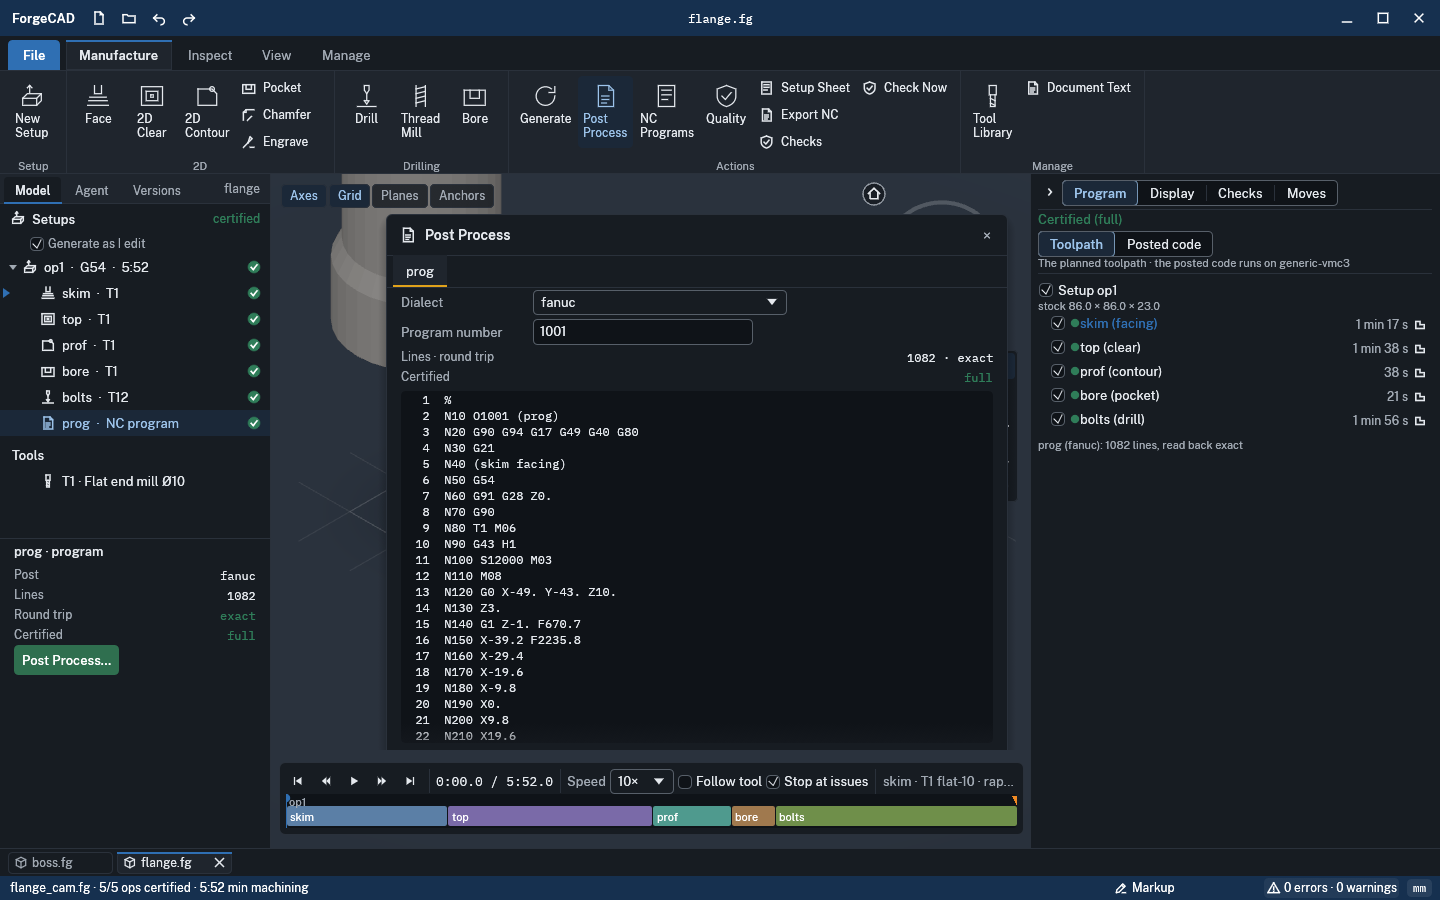 ForgeCAD
flange.fg
File
Manufacture
Inspect
View
Manage
New Setup
Face
2D Clear
2D Contour
Pocket
Chamfer
Engrave
Drill
Thread Mill
Bore
Generate
Post Process
NC Programs
Quality
Setup Sheet
Export NC
Checks
Check Now
Tool Library
Document Text
Setup
2D
Drilling
Actions
Manage
Model
Agent
Versions
flange
Setups
certified
Generate as I edit
op1 · G54 · 5:52
skim · T1
top · T1
prof · T1
bore · T1
bolts · T12
prog · NC program
Tools
T1 · Flat end mill Ø10
prog · program
Post
fanuc
Lines
1082
Round trip
exact
Certified
full
Post Process...
Axes
Grid
Planes
Anchors
Post Process
×
prog
Dialect
fanuc
Program number
1001
Lines · round trip
1082 · exact
Certified
full
1 %
2 N10 O1001 (prog)
3 N20 G90 G94 G17 G49 G40 G80
4 N30 G21
5 N40 (skim facing)
6 N50 G54
7 N60 G91 G28 Z0.
8 N70 G90
9 N80 T1 M06
10 N90 G43 H1
11 N100 S12000 M03
12 N110 M08
13 N120 G0 X-49. Y-43. Z10.
14 N130 Z3.
15 N140 G1 Z-1. F670.7
16 N150 X-39.2 F2235.8
17 N160 X-29.4
18 N170 X-19.6
19 N180 X-9.8
20 N190 X0.
21 N200 X9.8
22 N210 X19.6
0:00.0 / 5:52.0
Speed
10×
Follow tool
Stop at issues
skim · T1 flat-10 · rap...
op1
skim
top
prof
bore
bolts
Program
Display
Checks
Moves
Certified (full)
Toolpath
Posted code
The planned toolpath · the posted code runs on generic-vmc3
Setup op1
stock 86.0 × 86.0 × 23.0
skim (facing)
1 min 17 s
top (clear)
1 min 38 s
prof (contour)
38 s
bore (pocket)
21 s
bolts (drill)
1 min 56 s
prog (fanuc): 1082 lines, read back exact
boss.fg
flange.fg
flange_cam.fg · 5/5 ops certified · 5:52 min machining
Markup
0 errors · 0 warnings
mm